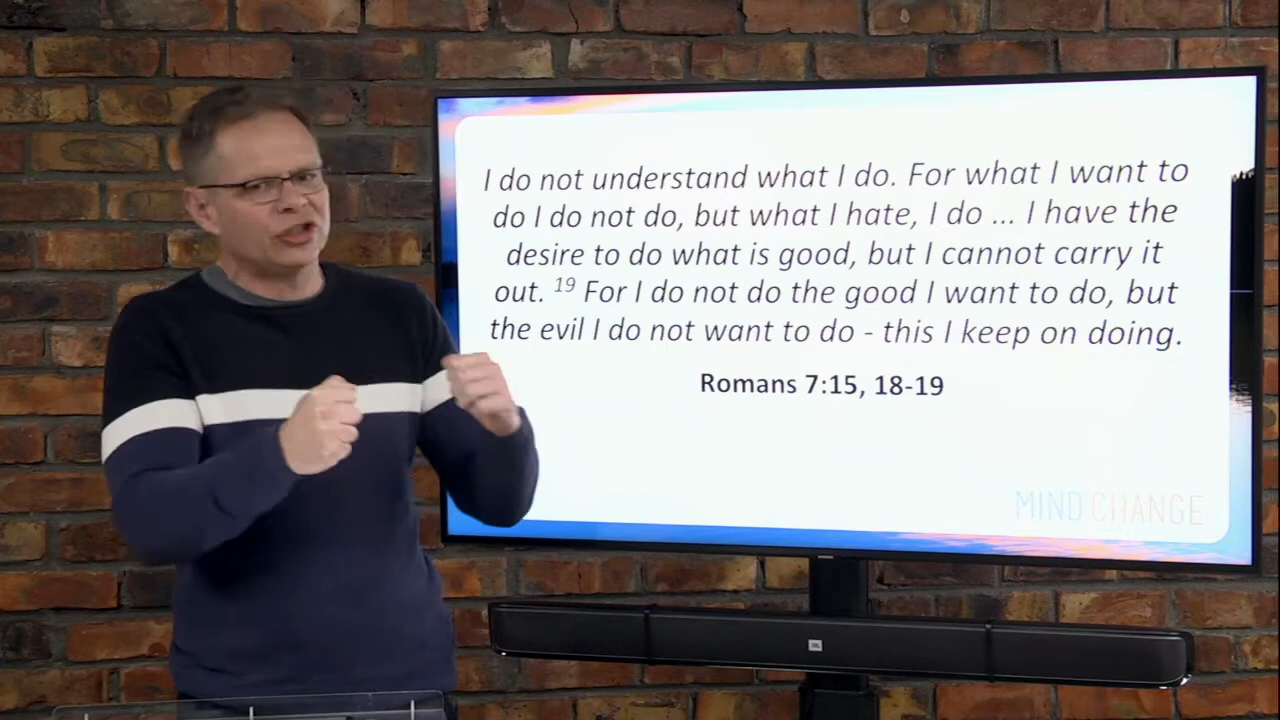 I do not understand what I do. For what I want to
do I do not do, but what I hate, I do ... I have the
desire to do what is good, but I cannot carry it
out. 19 For I do not do the good I want to do, but
the evil I do not want to do - this I keep on doing.
Romans 7:15, 18-19
MIND CHANGE
JBL